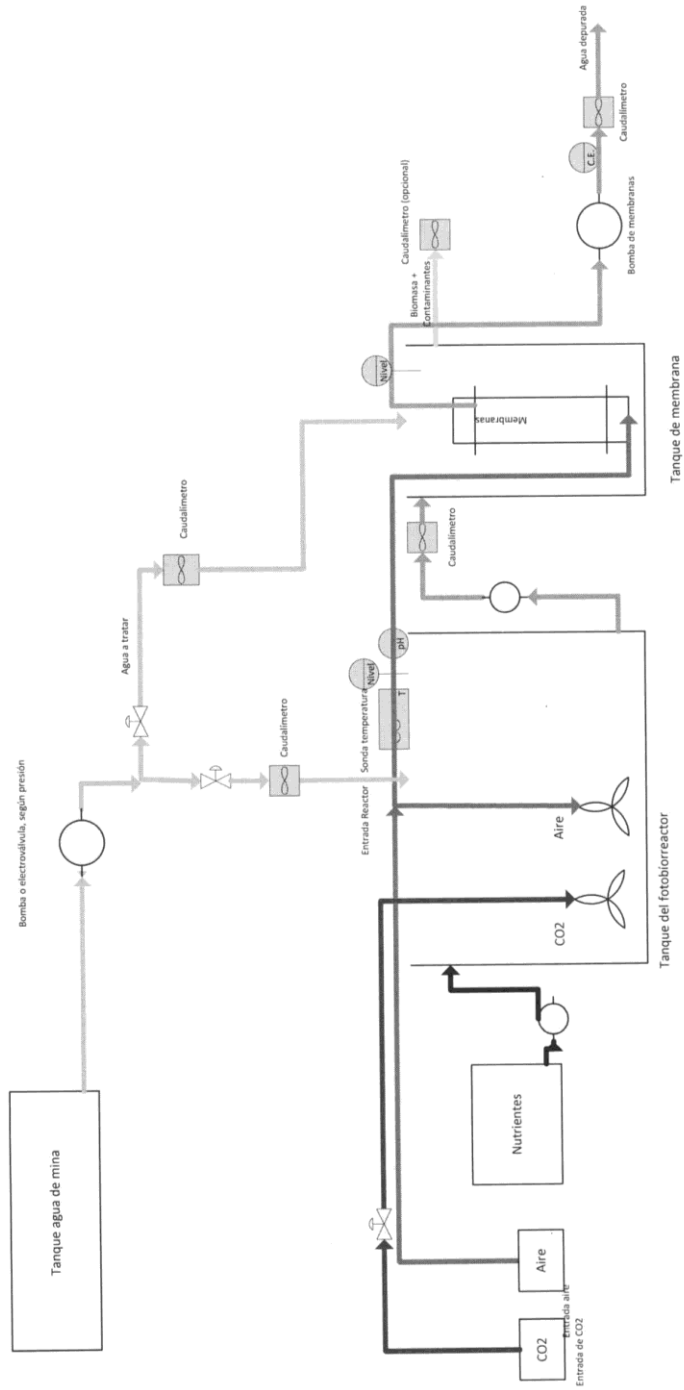 Tanque agua de mina
Bomba o electroválvula, según presión
Agua a tratar
Caudalímetro
Caudalímetro
Entrada Reactor
Sonda temperatura
T
Nivel
pH
Caudalímetro
Nivel
Membranas
Biomasa +
Contaminantes
Caudalímetro (opcional)
Bomba de membranas
C.E.
Caudalímetro
Agua depurada
Tanque de membrana
CO2
Aire
Tanque del fotobiorreactor
Nutrientes
Aire
Entrada aire
CO2
Entrada de CO2